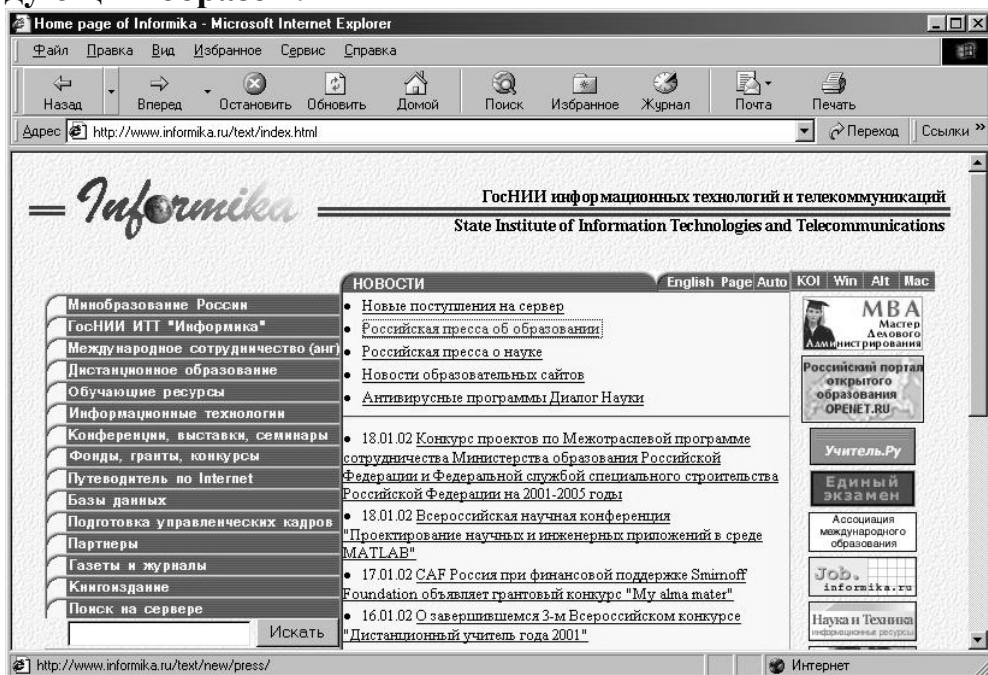 дующим образом:
Home page of Informika - Microsoft Internet Explorer
Файл Правка Вид Избранное Сервис Справка
Назад Вперед Остановить Обновить Домой Поиск Избранное Журнал Почта Печать
Адрес http://www.informika.ru/text/index.html Переход Ссылки »
Informika
ГосНИИ информационных технологий и телекоммуникаций
State Institute of Information Technologies and Telecommunications
НОВОСТИ English Page Auto KOI Win Alt Mac
Минобразование России
ГосНИИ ИТТ "Информика"
Международное сотрудничество (анг)
Дистанционное образование
Обучающие ресурсы
Информационные технологии
Конференции, выставки, семинары
Фонды, гранты, конкурсы
Путеводитель по Internet
Базы данных
Подготовка управленческих кадров
Партнеры
Газеты и журналы
Книгоиздание
Поиск на сервере
Искать
• Новые поступления на сервер
• Российская пресса об образовании
• Российская пресса о науке
• Новости образовательных сайтов
• Антивирусные программы Диалог Науки
• 18.01.02 Конкурс проектов по Межотраслевой программе
сотрудничества Министерства образования Российской
Федерации и Федеральной службой специального строительства
Российской Федерации на 2001-2005 годы
• 18.01.02 Всероссийская научная конференция
"Проектирование научных и инженерных приложений в среде
MATLAB"
• 17.01.02 CAF Россия при финансовой поддержке Smirnoff
Foundation объявляет грантовый конкурс "My alma mater"
• 16.01.02 О завершившемся 3-м Всероссийском конкурсе
"Дистанционный учитель года 2001"
MBA
Мастер
Делового
Администрирования
Российский портал
открытого
образования
OPENET.RU
Учитель.Ру
Единый
экзамен
Ассоциация
международного
образования
Job.
informika.ru
Наука и Техника
информационные ресурсы
http://www.informika.ru/text/new/press/ Интернет